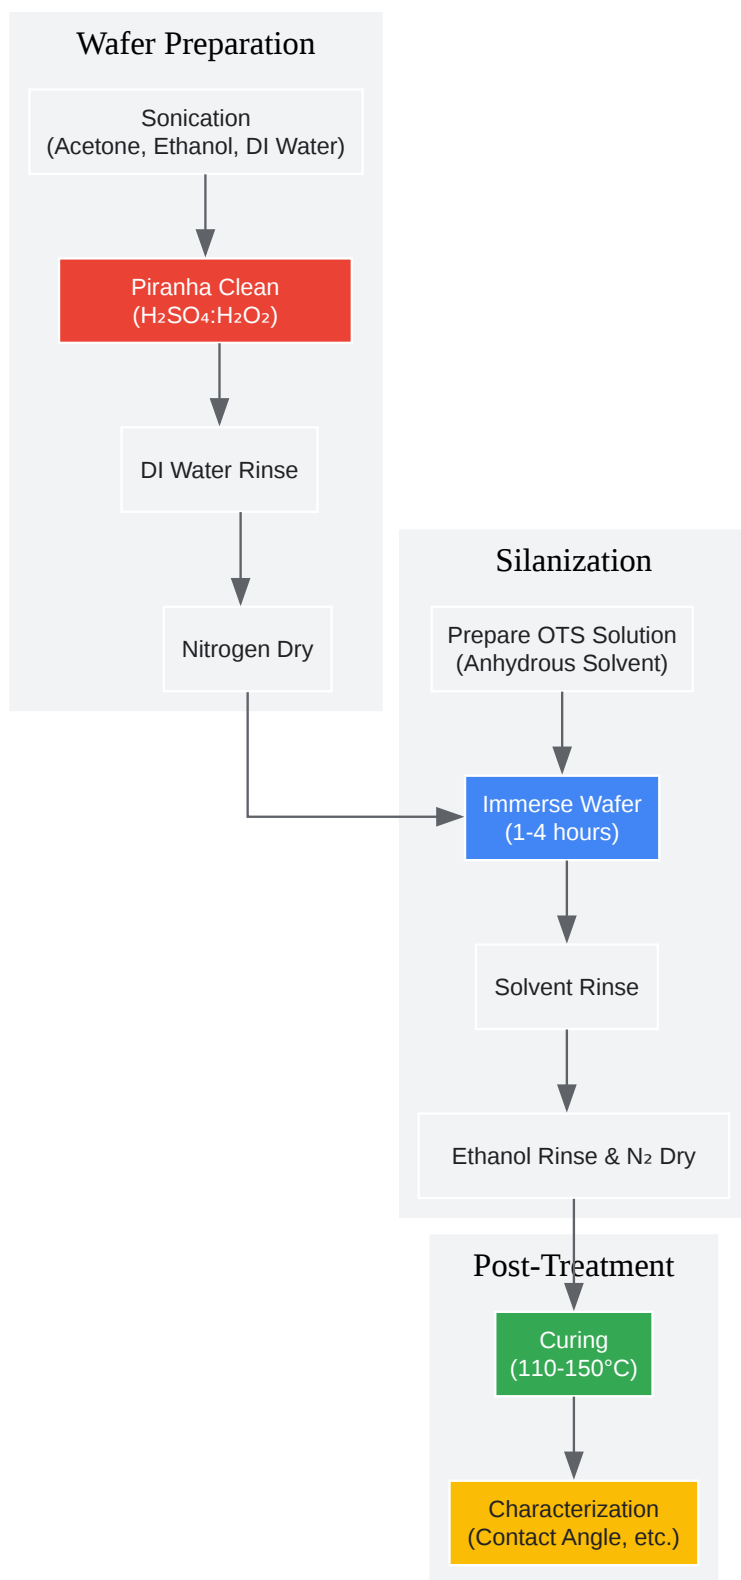 Wafer Preparation
Sonication
(Acetone, Ethanol, DI Water)
Piranha Clean
(H₂SO₄:H₂O₂)
DI Water Rinse
Nitrogen Dry
Silanization
Prepare OTS Solution
(Anhydrous Solvent)
Immerse Wafer
(1-4 hours)
Solvent Rinse
Ethanol Rinse & N₂ Dry
Post-Treatment
Curing
(110-150°C)
Characterization
(Contact Angle, etc.)